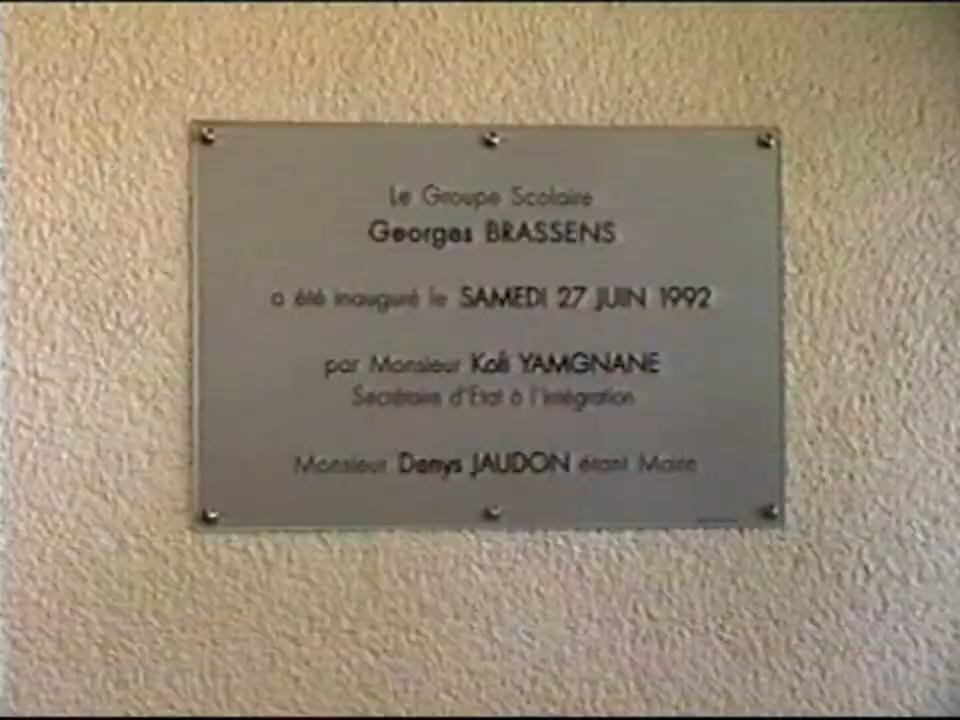 Le Groupe Scolaire
Georges BRASSENS
a été inauguré le SAMEDI 27 JUIN 1992
par Monsieur Kofi YAMGNANE
Secrétaire d'Etat à l'Intégration
Monsieur Denys JAUDON étant Maire